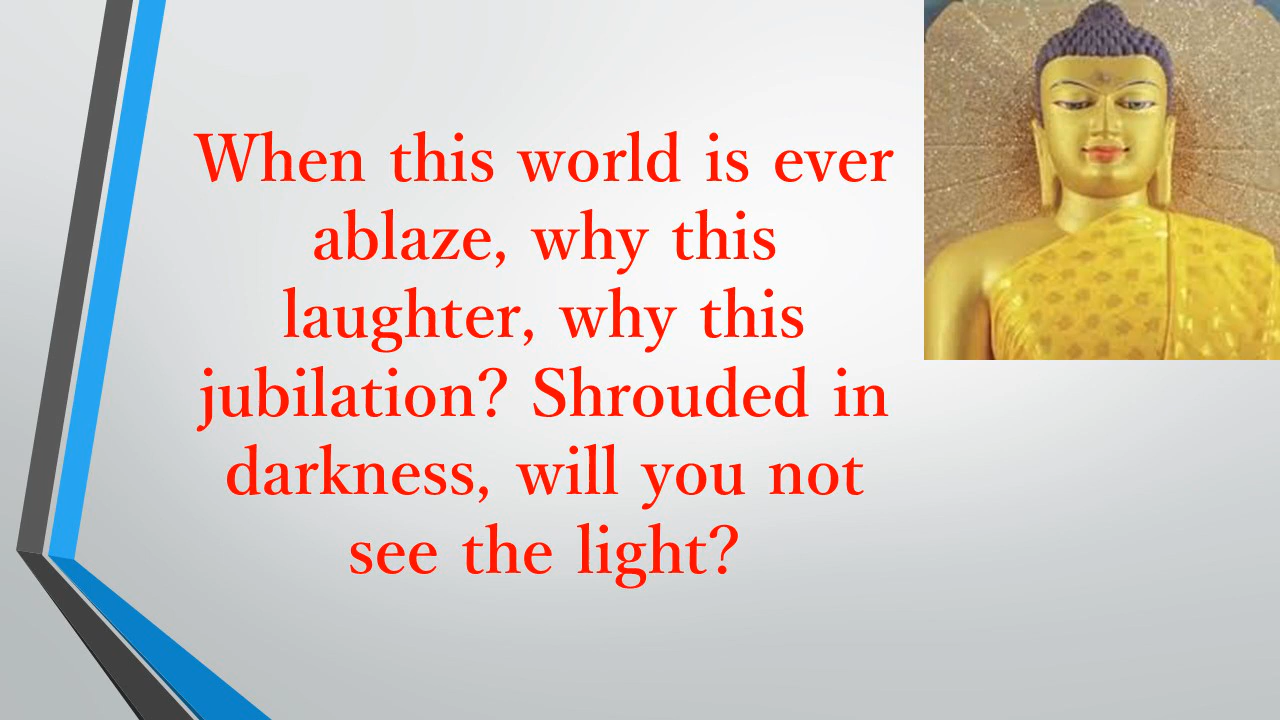 When this world is ever
ablaze, why this
laughter, why this
jubilation? Shrouded in
darkness, will you not
see the light?